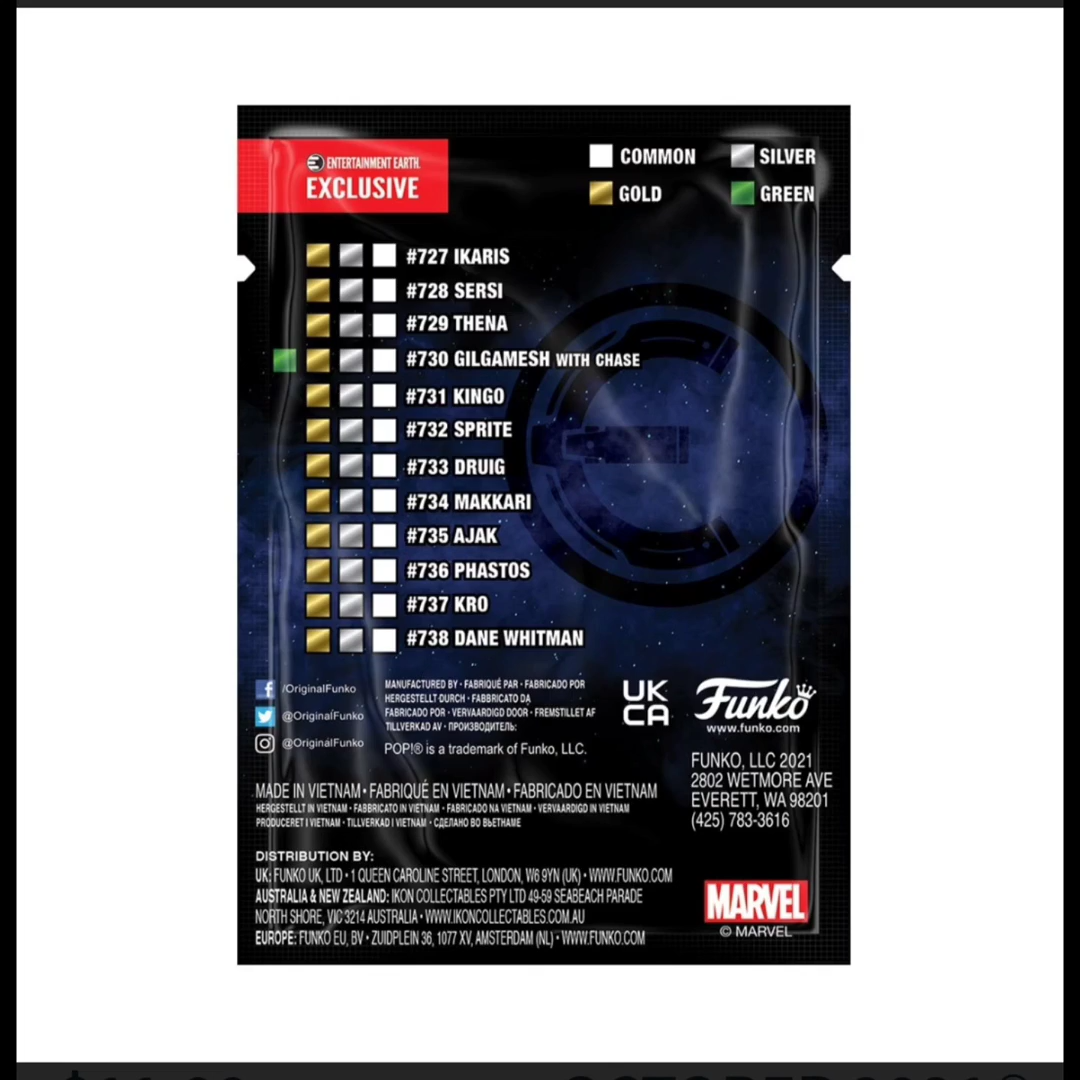 ENTERTAINMENT EARTH
EXCLUSIVE
COMMON SILVER
GOLD GREEN
#727 IKARIS
#728 SERSI
#729 THENA
#730 GILGAMESH WITH CHASE
#731 KINGO
#732 SPRITE
#733 DRUIG
#734 MAKKARI
#735 AJAK
#736 PHASTOS
#737 KRO
#738 DANE WHITMAN
/OriginalFunko
@OriginalFunko
@OriginalFunko
MANUFACTURED BY • FABRIQUÉ PAR • FABRICADO POR
HERGESTELLT DURCH • FABBRICATO DA
FABRICADO POR • VERVAARDIGD DOOR • FREMSTILLET AF
TILLVERKAD AV • ПРОИЗВОДИТЕЛЬ:
POP!® is a trademark of Funko, LLC.
UK
CA
Funko
www.funko.com
FUNKO, LLC 2021
2802 WETMORE AVE
EVERETT, WA 98201
(425) 783-3616
MADE IN VIETNAM • FABRIQUÉ EN VIETNAM • FABRICADO EN VIETNAM
HERGESTELLT IN VIETNAM • FABBRICATO IN VIETNAM • FABRICADO NA VIETNAM • VERVAARDIGD IN VIETNAM
PRODUCERET I VIETNAM • TILLVERKAD I VIETNAM • СДЕЛАНО ВО ВЬЕТНАМЕ
DISTRIBUTION BY:
UK: FUNKO UK, LTD • 1 QUEEN CAROLINE STREET, LONDON, W6 9YN (UK) • WWW.FUNKO.COM
AUSTRALIA & NEW ZEALAND: IKON COLLECTABLES PTY LTD 49-59 SEABEACH PARADE
NORTH SHORE, VIC 3214 AUSTRALIA • WWW.IKONCOLLECTABLES.COM.AU
EUROPE: FUNKO EU, BV • ZUIDPLEIN 36, 1077 XV, AMSTERDAM (NL) • WWW.FUNKO.COM
MARVEL
© MARVEL